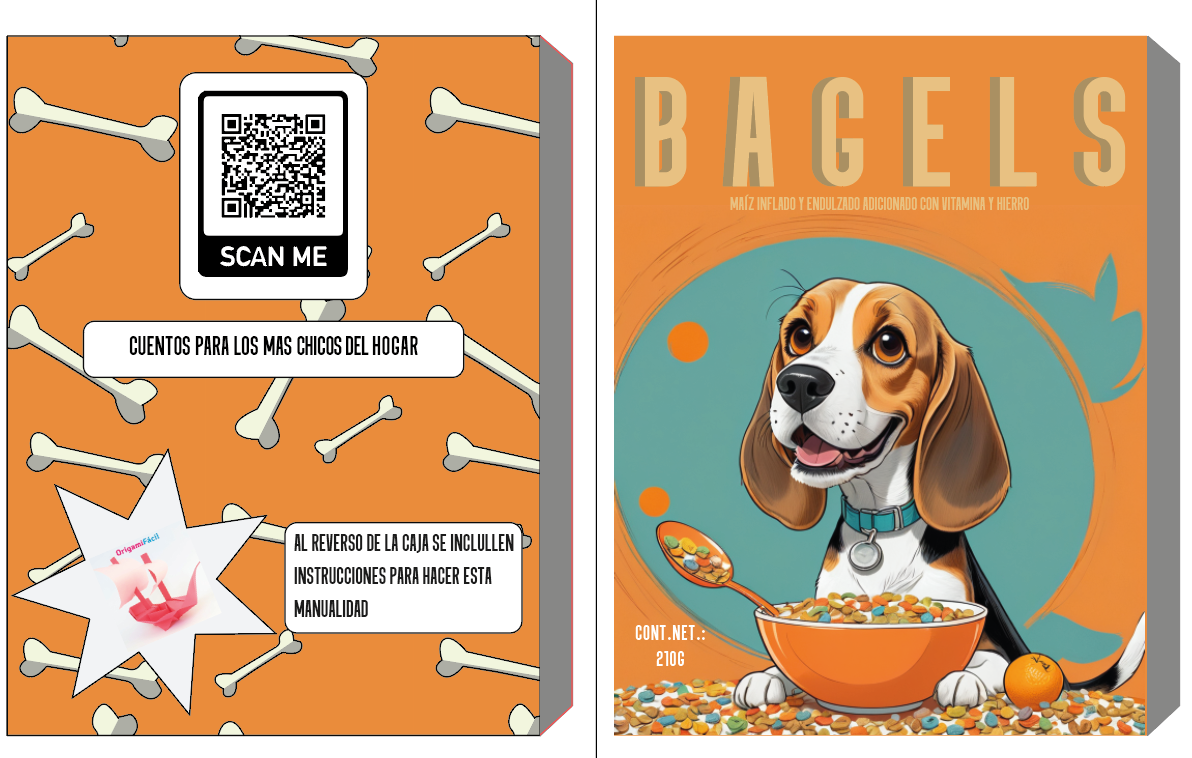 SCAN ME
CUENTOS PARA LOS MAS CHICOS DEL HOGAR
OrigamiFácil
AL REVERSO DE LA CAJA SE INCLULLEN
INSTRUCCIONES PARA HACER ESTA
MANUALIDAD
BAGELS
MAÍZ INFLADO Y ENDULZADO ADICIONADO CON VITAMINA Y HIERRO
CONT.NET.:
210G